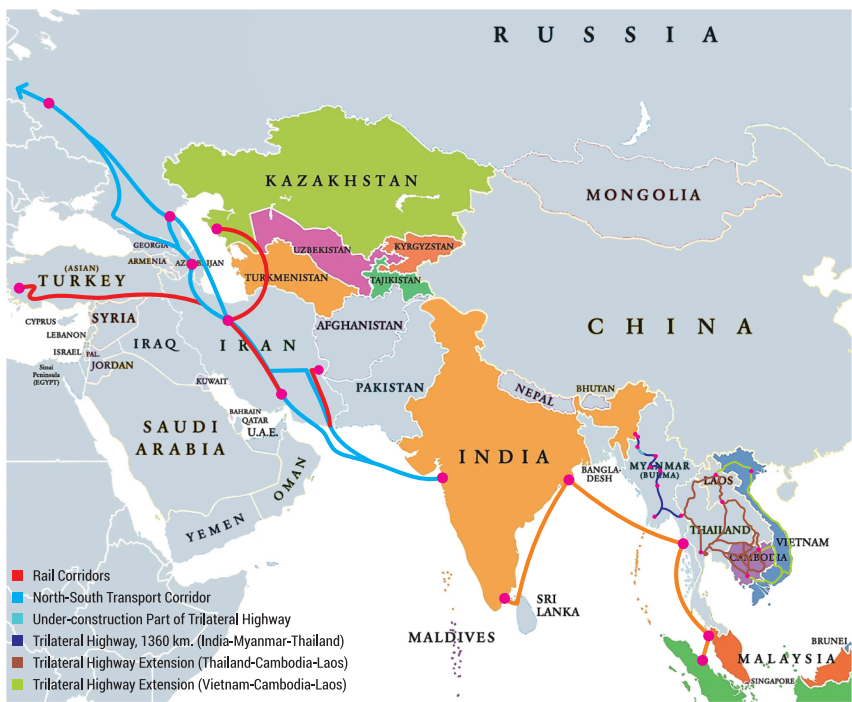 RUSSIA
KAZAKHSTAN
MONGOLIA
GEORGIA
UZBEKISTAN
KYRGYZSTAN
ARMENIA
AZERBAIJAN
(ASIAN)
TURKEY
TURKMENISTAN
TAJIKISTAN
CYPRUS
SYRIA
AFGHANISTAN
CHINA
LEBANON
IRAQ
IRAN
ISRAEL
PAL.
JORDAN
Sinai
Peninsula
(EGYPT)
KUWAIT
PAKISTAN
NEPAL
BHUTAN
BAHRAIN
QATAR
U.A.E.
SAUDI
ARABIA
OMAN
YEMEN
INDIA
BANGLA-
DESH
MYANMAR
(BURMA)
LAOS
THAILAND
VIETNAM
CAMBODIA
SRI
LANKA
MALDIVES
BRUNEI
MALAYSIA
SINGAPORE
Rail Corridors
North-South Transport Corridor
Under-construction Part of Trilateral Highway
Trilateral Highway, 1360 km. (India-Myanmar-Thailand)
Trilateral Highway Extension (Thailand-Cambodia-Laos)
Trilateral Highway Extension (Vietnam-Cambodia-Laos)